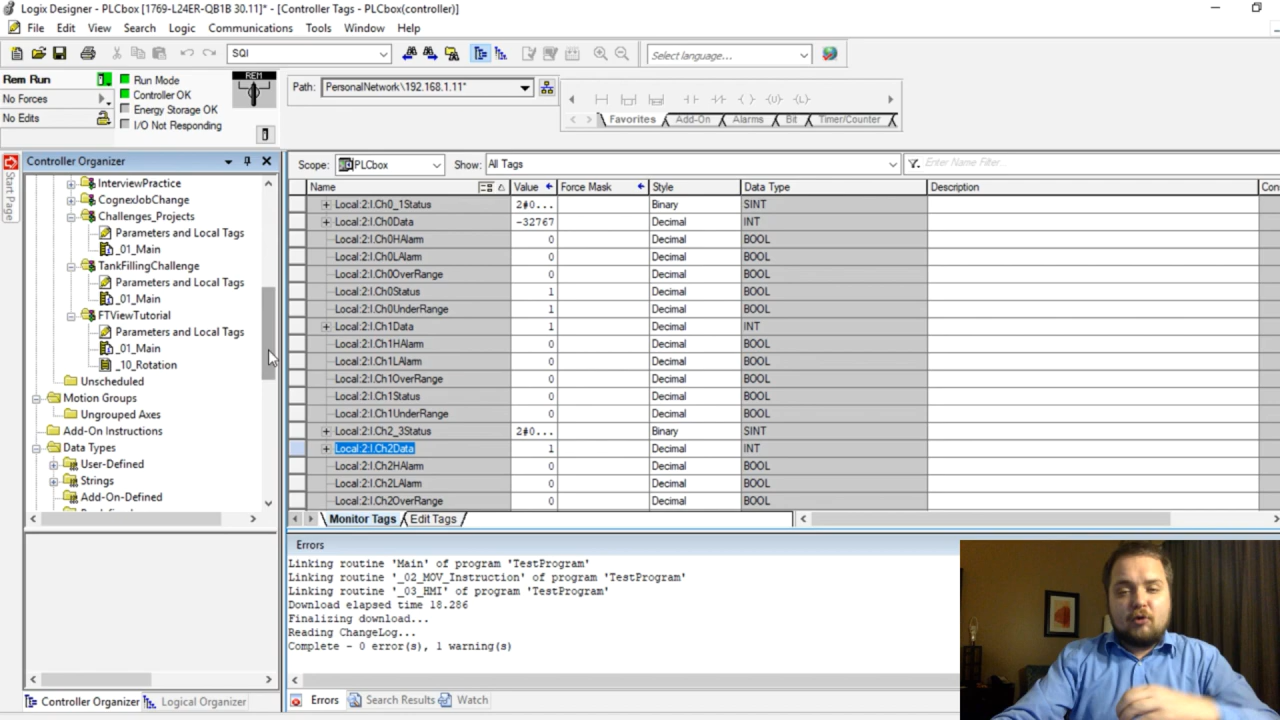 Logix Designer - PLCbox [1769-L24ER-QB1B 30.11]* - [Controller Tags - PLCbox(controller)]
File Edit View Search Logic Communications Tools Window Help
SQI
Select language...
Rem Run
Run Mode
No Forces
Controller OK
Energy Storage OK
No Edits
I/O Not Responding
REM
Path: PersonalNetwork\192.168.1.11*
Favorites Add-On Alarms Bit Timer/Counter
Start Page
Controller Organizer
InterviewPractice
CognexJobChange
Challenges_Projects
Parameters and Local Tags
_01_Main
TankFillingChallenge
Parameters and Local Tags
_01_Main
FTViewTutorial
Parameters and Local Tags
_01_Main
_10_Rotation
Unscheduled
Motion Groups
Ungrouped Axes
Add-On Instructions
Data Types
User-Defined
Strings
Add-On-Defined
Controller Organizer Logical Organizer
Scope: PLCbox Show: All Tags Enter Name Filter...
Name Value Force Mask Style Data Type Description Con
Local:2:I.Ch0_1Status 2#0... Binary SINT
Local:2:I.Ch0Data -32767 Decimal INT
Local:2:I.Ch0HAlarm 0 Decimal BOOL
Local:2:I.Ch0LAlarm 0 Decimal BOOL
Local:2:I.Ch0OverRange 0 Decimal BOOL
Local:2:I.Ch0Status 1 Decimal BOOL
Local:2:I.Ch0UnderRange 1 Decimal BOOL
Local:2:I.Ch1Data 1 Decimal INT
Local:2:I.Ch1HAlarm 0 Decimal BOOL
Local:2:I.Ch1LAlarm 0 Decimal BOOL
Local:2:I.Ch1OverRange 0 Decimal BOOL
Local:2:I.Ch1Status 0 Decimal BOOL
Local:2:I.Ch1UnderRange 0 Decimal BOOL
Local:2:I.Ch2_3Status 2#0... Binary SINT
Local:2:I.Ch2Data 1 Decimal INT
Local:2:I.Ch2HAlarm 0 Decimal BOOL
Local:2:I.Ch2LAlarm 0 Decimal BOOL
Local:2:I.Ch2OverRange 0 Decimal BOOL
Monitor Tags Edit Tags
Errors
Linking routine 'Main' of program 'TestProgram'
Linking routine '_02_MOV_Instruction' of program 'TestProgram'
Linking routine '_03_HMI' of program 'TestProgram'
Download elapsed time 18.286
Finalizing download...
Reading ChangeLog...
Complete - 0 error(s), 1 warning(s)
Errors Search Results Watch